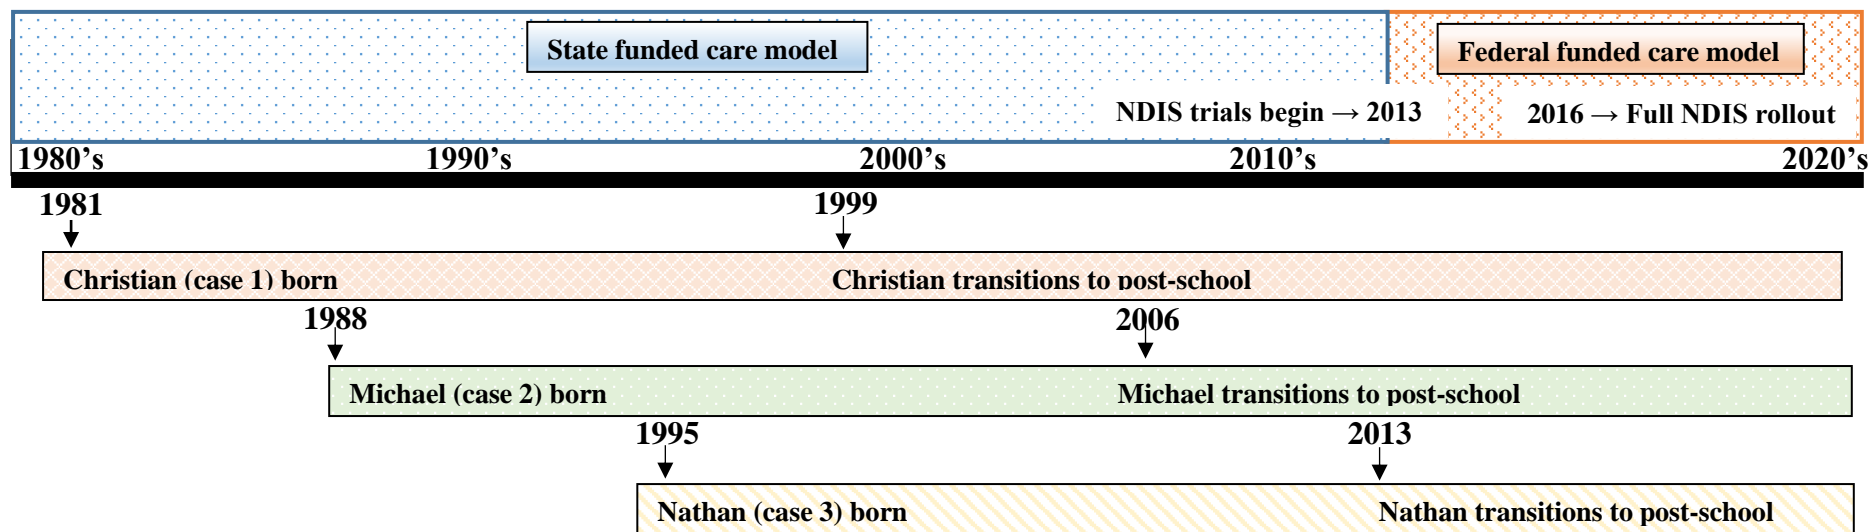 State funded care model
Federal funded care model
NDIS trials begin → 2013
2016 → Full NDIS rollout
1980’s 1990’s 2000’s 2010’s 2020’s
1981 1999
Christian (case 1) born Christian transitions to post-school
1988 2006
Michael (case 2) born Michael transitions to post-school
1995 2013
Nathan (case 3) born Nathan transitions to post-school